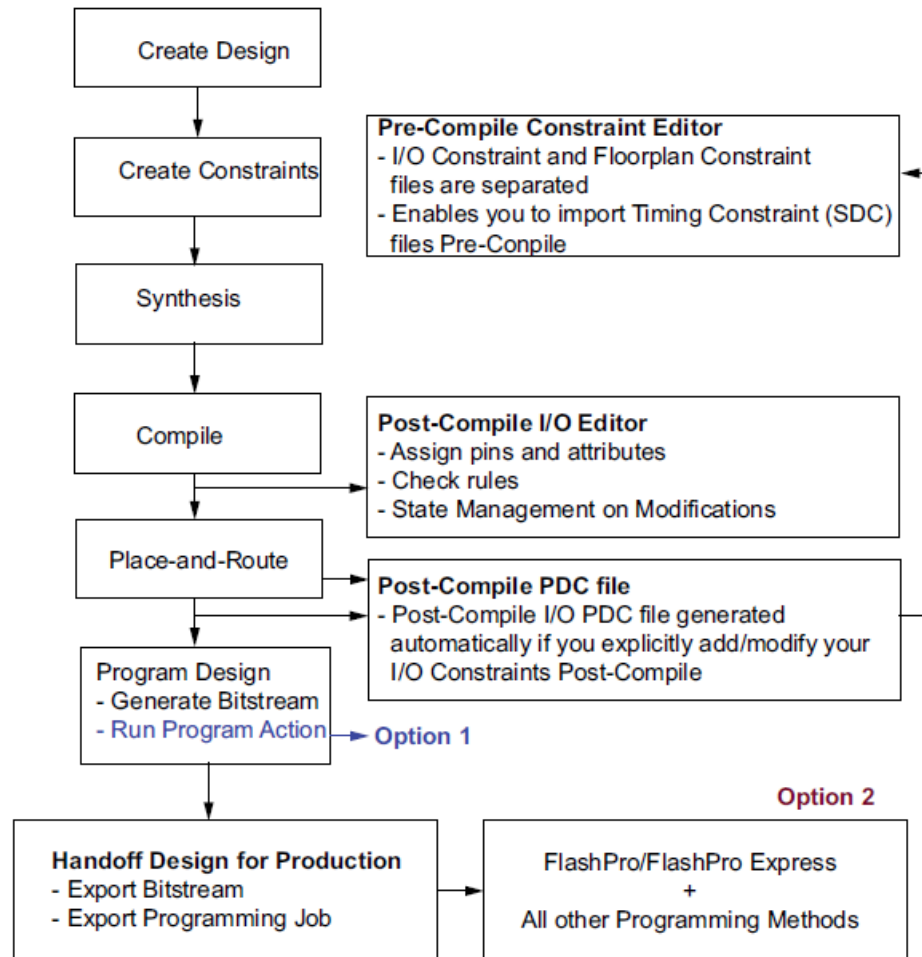 Create Design
Create Constraints
Pre-Compile Constraint Editor
- I/O Constraint and Floorplan Constraint
files are separated
- Enables you to import Timing Constraint (SDC)
files Pre-Conpile
Synthesis
Compile
Post-Compile I/O Editor
- Assign pins and attributes
- Check rules
- State Management on Modifications
Place-and-Route
Post-Compile PDC file
- Post-Compile I/O PDC file generated
automatically if you explicitly add/modify your
I/O Constraints Post-Compile
Program Design
- Generate Bitstream
- Run Program Action
Option 1
Option 2
Handoff Design for Production
- Export Bitstream
- Export Programming Job
FlashPro/FlashPro Express
+
All other Programming Methods